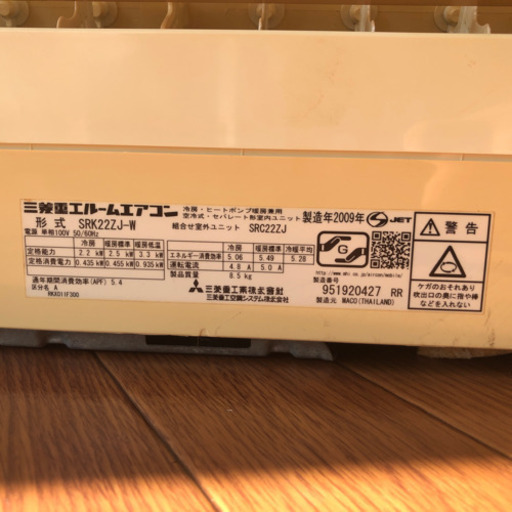 三菱重工ルームエアコン
冷房・ヒートポンプ暖房兼用
空冷式・セパレート形室内ユニット
製造年2009年
JET
形式 SRK22ZJ-W
組合せ室外ユニット SRC22ZJ
電源 単相100V 50/60Hz
冷房 暖房標準 暖房低温
定格能力 2.2 kW 2.5 kW 3.3 kW
定格消費電力 0.435 kW 0.455 kW 0.935 kW
冷房 暖房標準 冷暖平均
エネルギー消費効率 5.06 5.49 5.28
運転電流 4.8 A 5.0 A
製品質量 8.5 kg
通年期間消費効率(APF) 5.4
区分名 A
RKX011F300
三菱重工業株式会社
三菱重工空調システム株式会社
G
製造番号
951920427 RR
製造元 MACO(THAILAND)
警告
ケガのおそれあり
吹出口の奥に指や棒
などを入れない